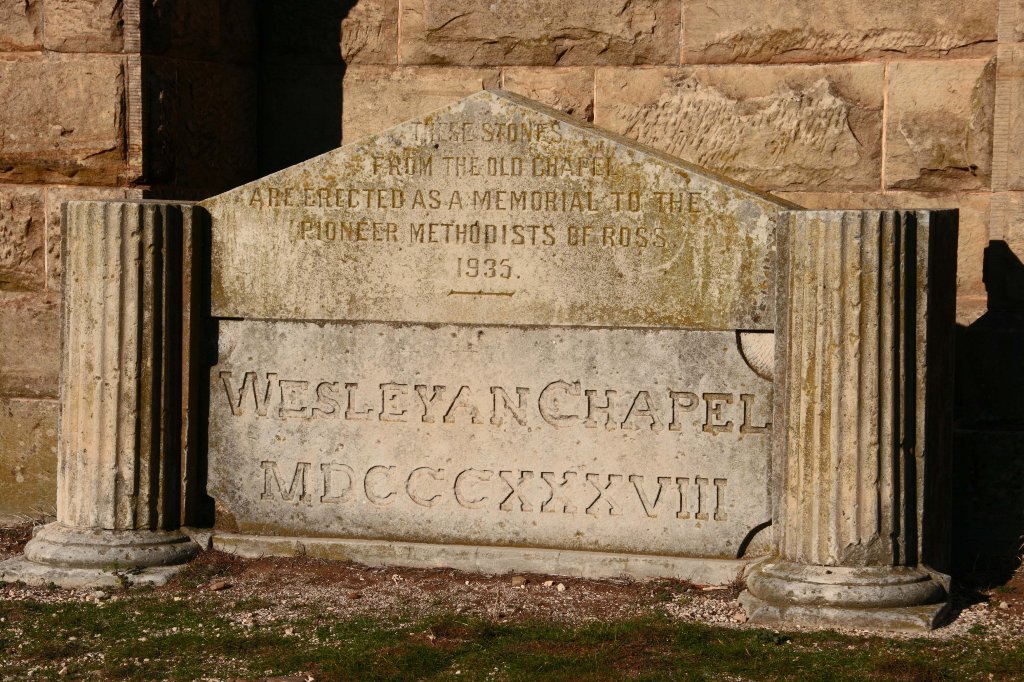 THESE STONES
FROM THE OLD CHAPEL
ARE ERECTED AS A MEMORIAL TO THE
PIONEER METHODISTS OF ROSS
1935.
WESLEYAN CHAPEL
MDCCCXXXVIII